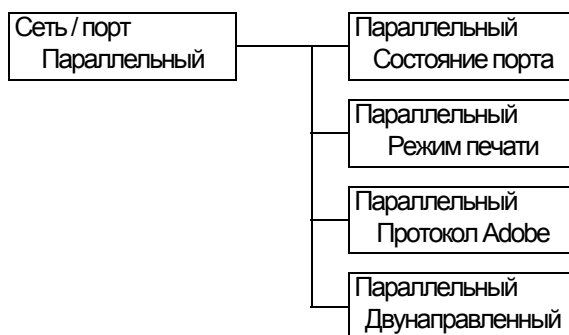 Сеть / порт
Параллельный
Параллельный
Состояние порта
Параллельный
Режим печати
Параллельный
Протокол Adobe
Параллельный
Двунаправленный